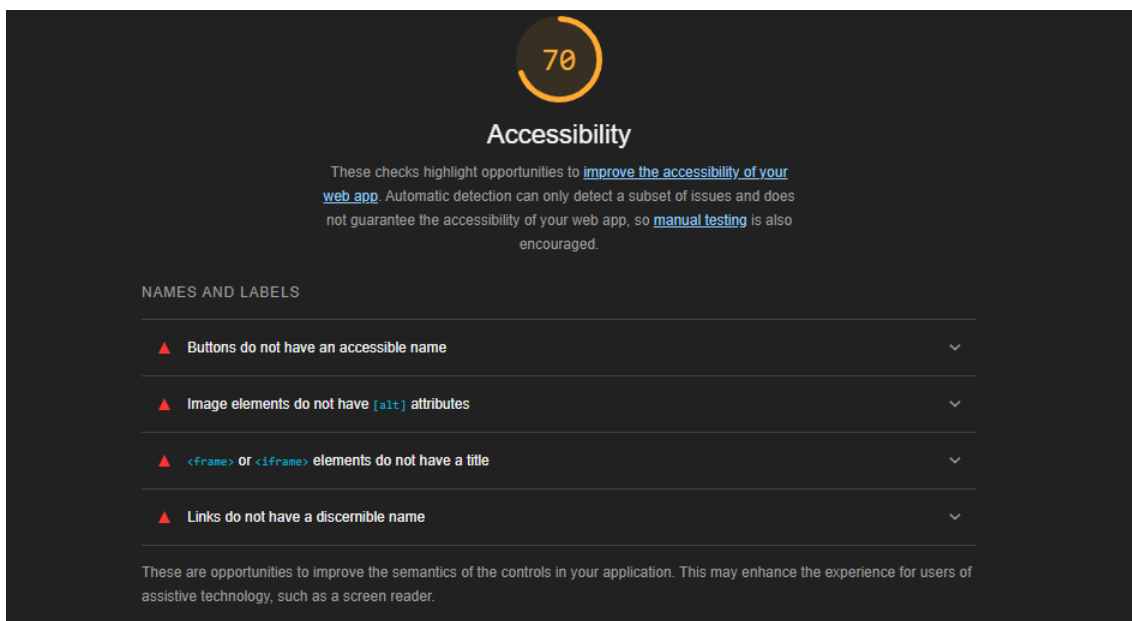 70
Accessibility
These checks highlight opportunities to improve the accessibility of your
web app. Automatic detection can only detect a subset of issues and does
not guarantee the accessibility of your web app, so manual testing is also
encouraged.
NAMES AND LABELS
Buttons do not have an accessible name
Image elements do not have [alt] attributes
<frame> or <iframe> elements do not have a title
Links do not have a discernible name
These are opportunities to improve the semantics of the controls in your application. This may enhance the experience for users of
assistive technology, such as a screen reader.